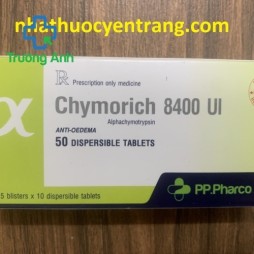 nhathuocyentrang.com
Trường Anh
Rx Prescription only medicine
α Chymorich 8400 UI
Alphachymotrypsin
ANTI-OEDEMA
50 DISPERSIBLE TABLETS
5 blisters x 10 dispersible tablets
PP.Pharco